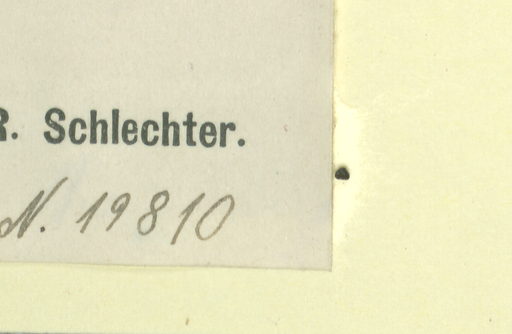 R. Schlechter.
N. 19810